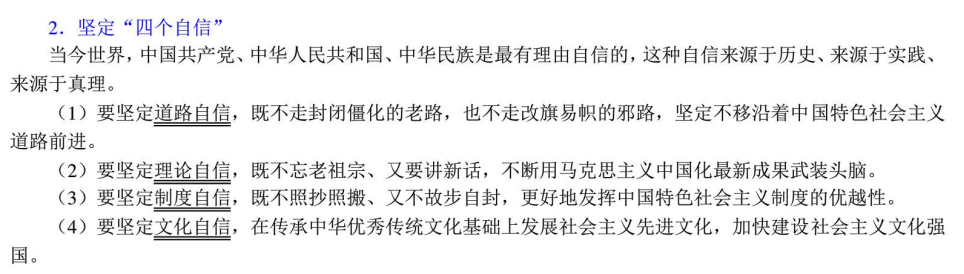 2．坚定“四个自信”
当今世界，中国共产党、中华人民共和国、中华民族是最有理由自信的，这种自信来源于历史、来源于实践、
来源于真理。
（1）要坚定道路自信，既不走封闭僵化的老路，也不走改旗易帜的邪路，坚定不移沿着中国特色社会主义
道路前进。
（2）要坚定理论自信，既不忘老祖宗、又要讲新话，不断用马克思主义中国化最新成果武装头脑。
（3）要坚定制度自信，既不照抄照搬、又不故步自封，更好地发挥中国特色社会主义制度的优越性。
（4）要坚定文化自信，在传承中华优秀传统文化基础上发展社会主义先进文化，加快建设社会主义文化强
国。